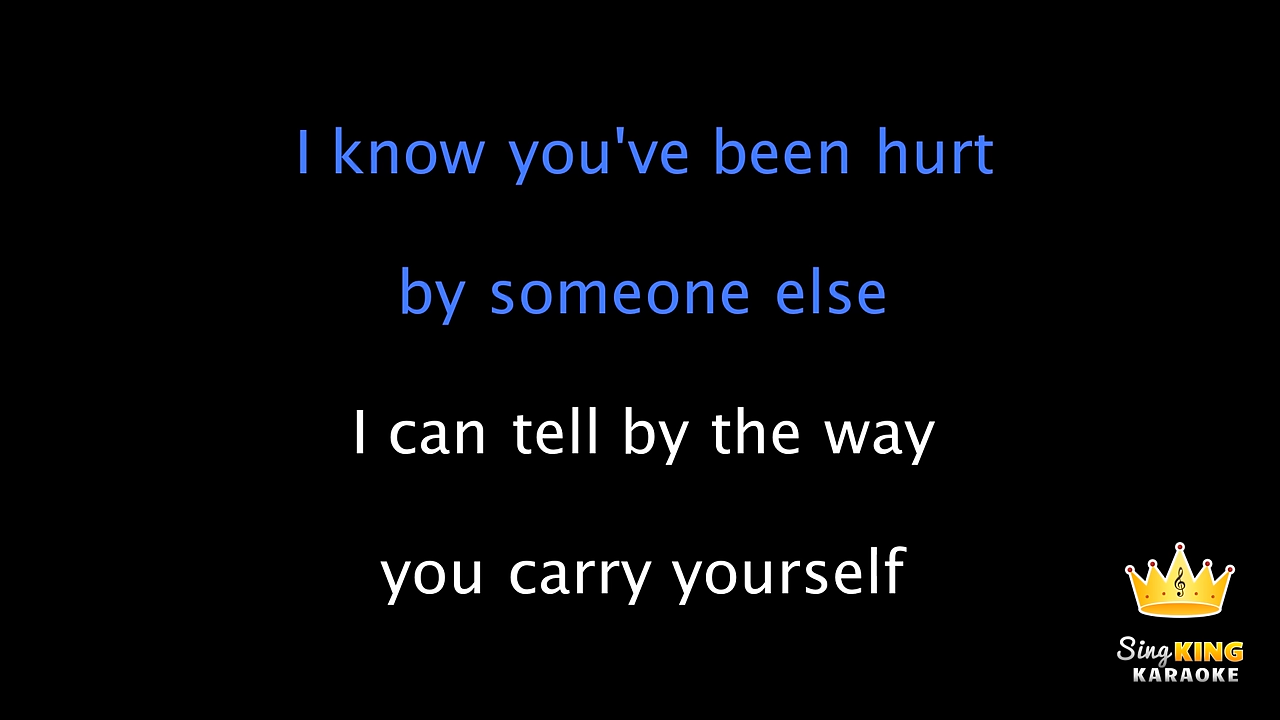 I know you've been hurt
by someone else
I can tell by the way
you carry yourself
Sing KING
KARAOKE